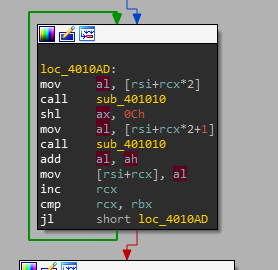 loc_4010AD:
mov al, [rsi+rcx*2]
call sub_401010
shl ax, 0Ch
mov al, [rsi+rcx*2+1]
call sub_401010
add al, ah
mov [rsi+rcx], al
inc rcx
cmp rcx, rbx
jl short loc_4010AD